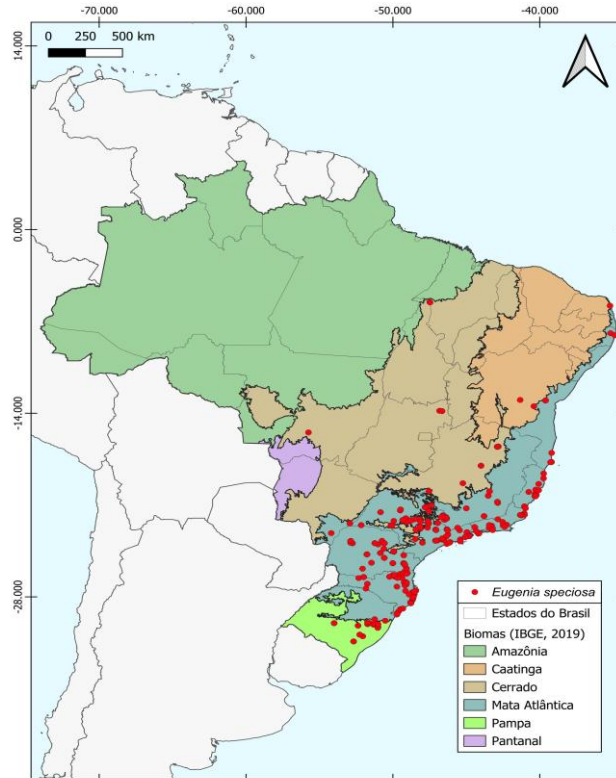 -70.000 -60.000 -50.000 -40.000
0 250 500 km
14.000
0.000
-14.000
-28.000
Eugenia speciosa
Estados do Brasil
Biomas (IBGE, 2019)
Amazônia
Caatinga
Cerrado
Mata Atlântica
Pampa
Pantanal